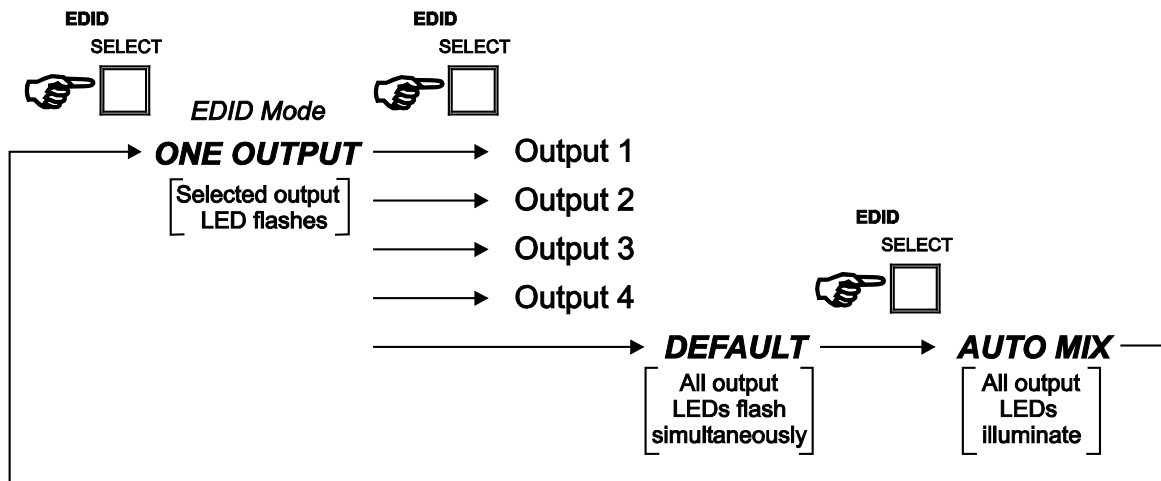 EDID
SELECT
EDID
SELECT
EDID Mode
ONE OUTPUT
Selected output
LED flashes
Output 1
Output 2
Output 3
Output 4
EDID
SELECT
DEFAULT
All output
LEDs flash
simultaneously
AUTO MIX
All output
LEDs
illuminate